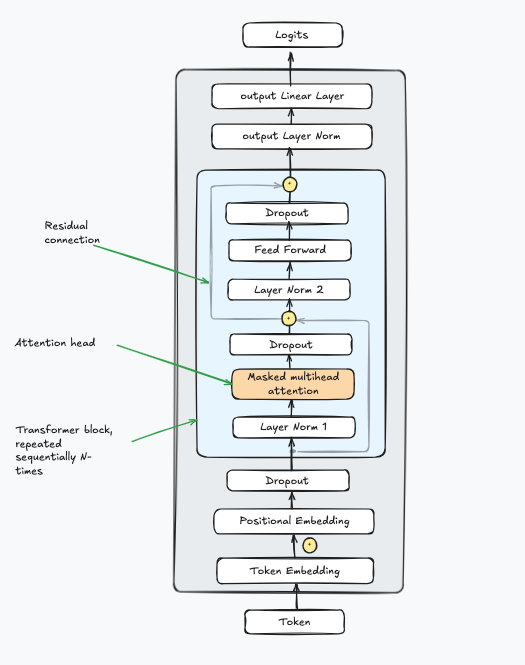 Logits
output Linear Layer
output Layer Norm
+
Dropout
Residual
connection
Feed Forward
Layer Norm 2
+
Attention head
Dropout
Masked multihead
attention
Transformer block,
repeated
sequentially N-
times
Layer Norm 1
Dropout
Positional Embedding
+
Token Embedding
Token